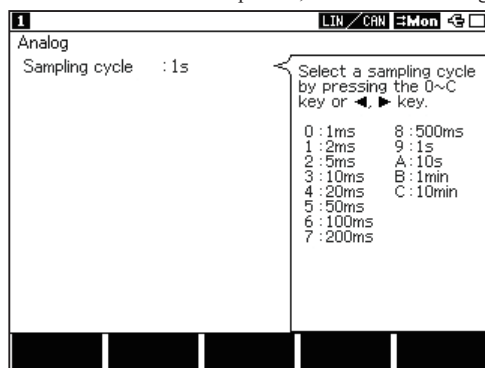 1 LIN/CAN ⇄Mon
Analog
Sampling cycle :1s
Select a sampling cycle
by pressing the 0~C
key or ◀, ▶ key.
0:1ms 8:500ms
1:2ms 9:1s
2:5ms A:10s
3:10ms B:1min
4:20ms C:10min
5:50ms
6:100ms
7:200ms